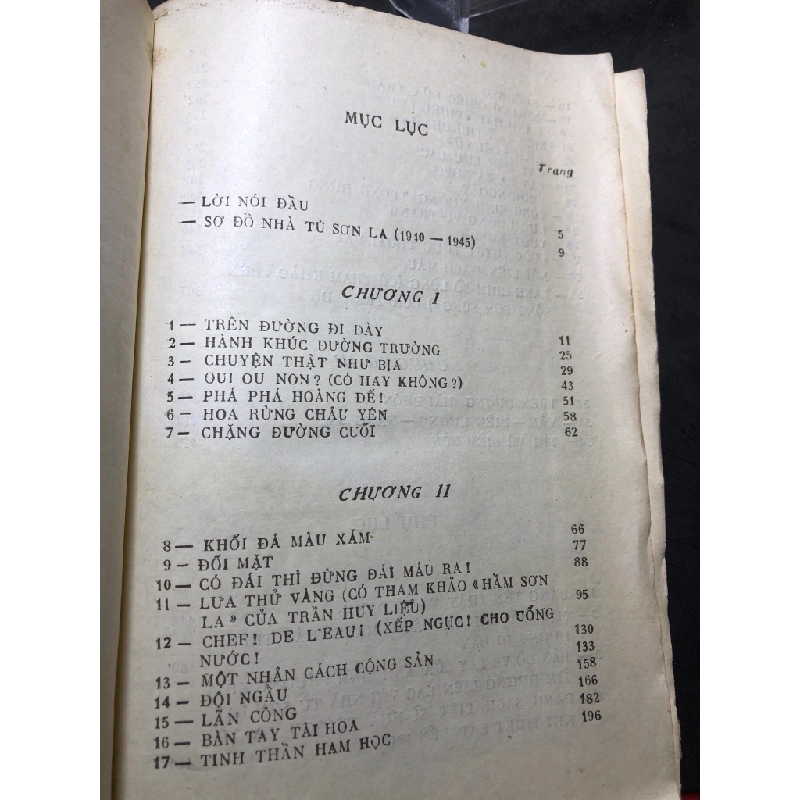 MỤC LỤC
Trang
— LỜI NÓI ĐẦU 5
— SƠ ĐỒ NHÀ TÙ SƠN LA (1940 — 1945) 9
CHƯƠNG I
1 — TRÊN ĐƯỜNG ĐI ĐÀY 11
2 — HÀNH KHÚC ĐƯỜNG TRƯỜNG 25
3 — CHUYỆN THẬT NHƯ BỊA 29
4 — OUI OU NON? (CÓ HAY KHÔNG?) 43
5 — PHÁ PHÁ HOÀNG ĐẾ! 51
6 — HOA RỪNG CHÂU YÊN 58
7 — CHẶNG ĐƯỜNG CUỐI 62
CHƯƠNG II
8 — KHỐI ĐÁ MÀU XÁM 66
9 — ĐỐI MẶT 77
10 — CÓ ĐÁI THÌ ĐỪNG ĐÁI MÁU RA! 88
11 — LỬA THỬ VÀNG (CÓ THAM KHẢO «HẦM SƠN
LA» CỦA TRẦN HUY LIỆU) 95
12 — CHEF! DE L'EAU! (XẾP NGỤC! CHO UỐNG
NƯỚC! 130
13 — MỘT NHÂN CÁCH CỘNG SẢN 133
14 — ĐỘI NGẦU 158
15 — LÃN CÔNG 166
16 — BÀN TAY TÀI HOA 182
17 — TINH THẦN HAM HỌC 196